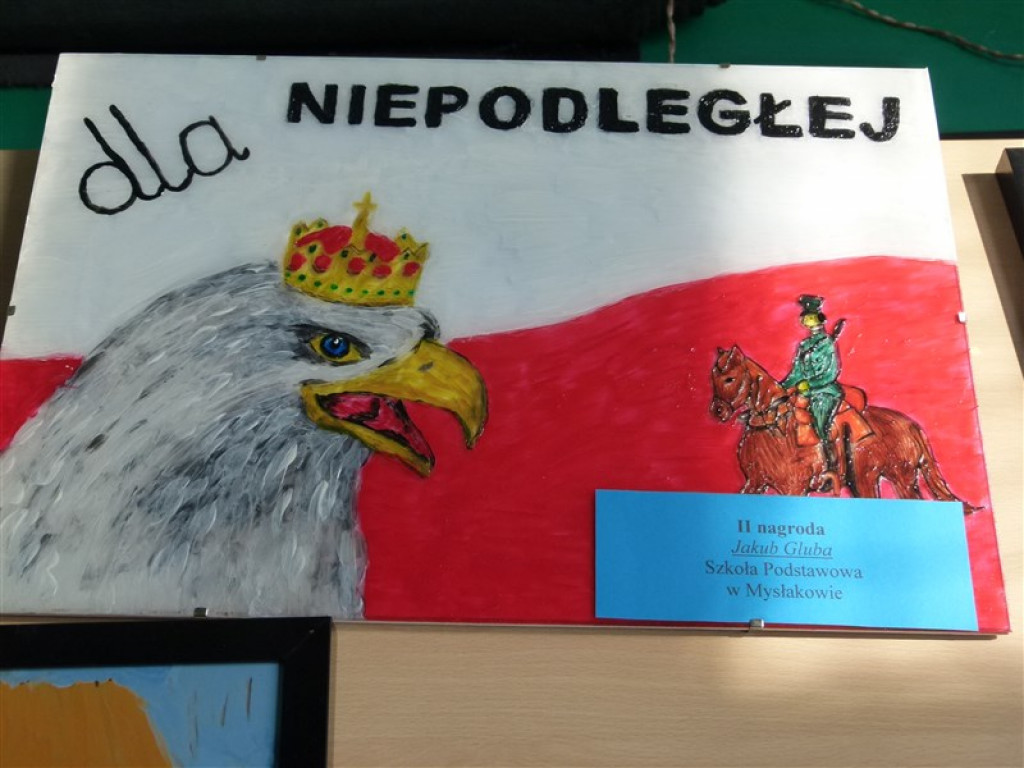 dla NIEPODLEGŁEJ
II nagroda
Jakub Gluba
Szkoła Podstawowa
w Mysłakowie